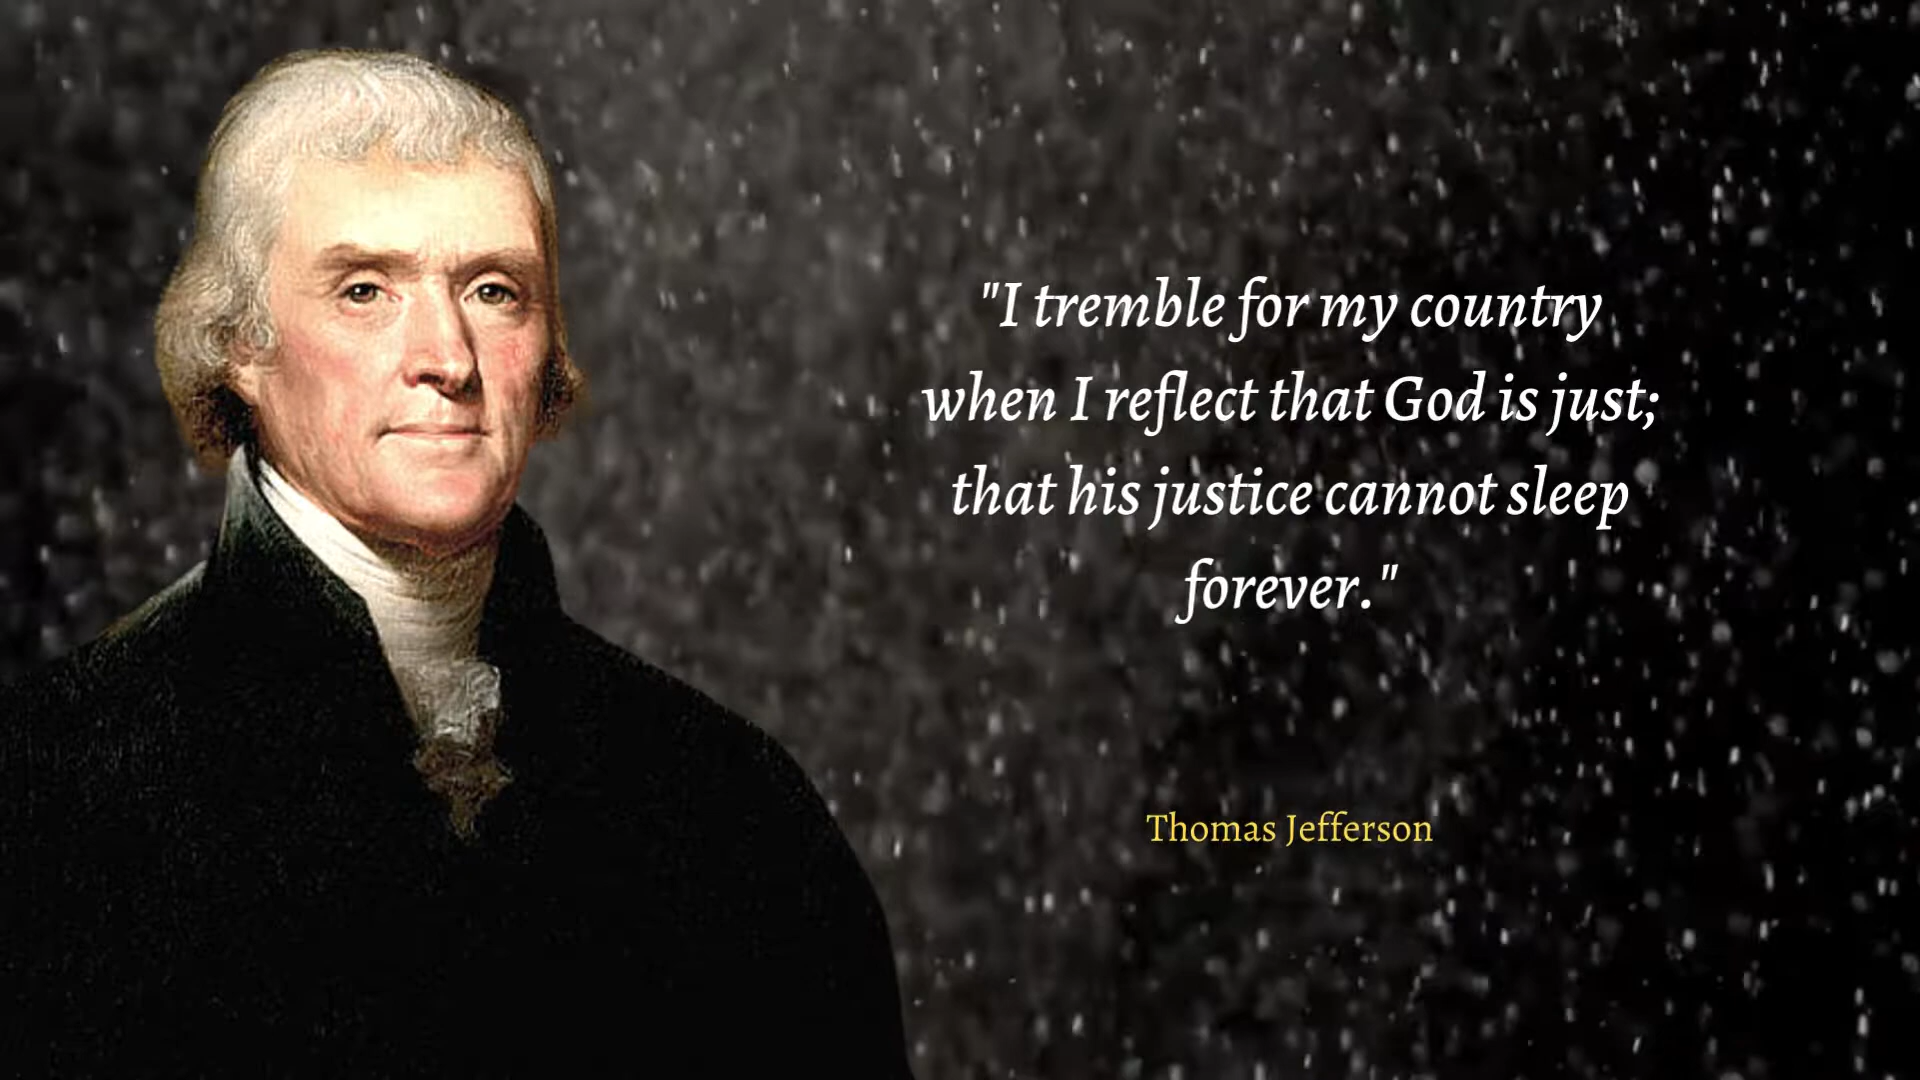 "I tremble for my country
when I reflect that God is just;
that his justice cannot sleep
forever."
Thomas Jefferson